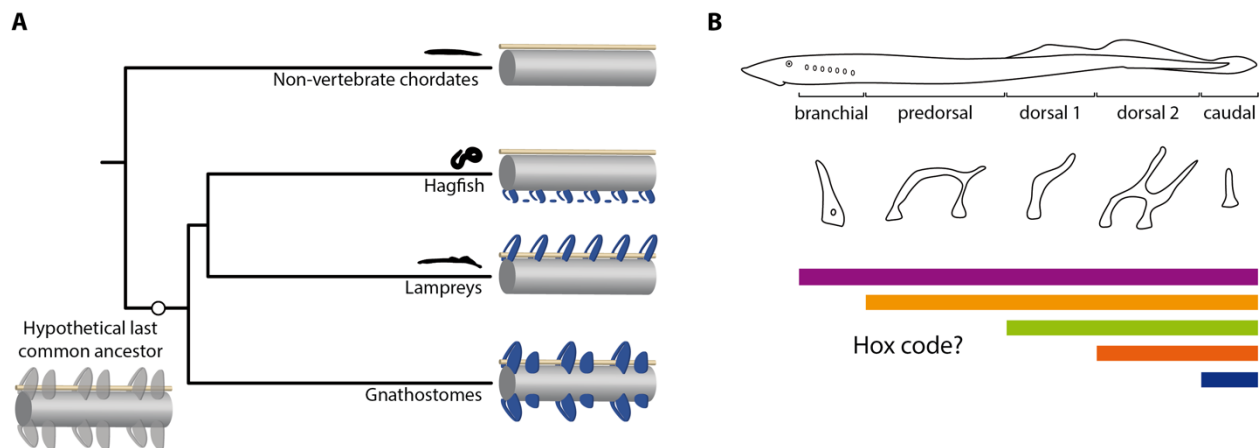 A
Non-vertebrate chordates
Hagfish
Lampreys
Hypothetical last
common ancestor
Gnathostomes
B
branchial predorsal dorsal 1 dorsal 2 caudal
Hox code?